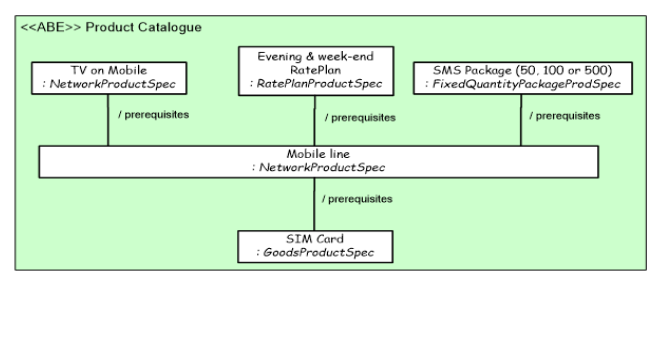 <<ABE>> Product Catalogue
TV on Mobile
: NetworkProductSpec
Evening & week-end
RatePlan
: RatePlanProductSpec
SMS Package (50, 100 or 500)
: FixedQuantityPackageProdSpec
/ prerequisites
/ prerequisites
/ prerequisites
Mobile line
: NetworkProductSpec
/ prerequisites
SIM Card
: GoodsProductSpec